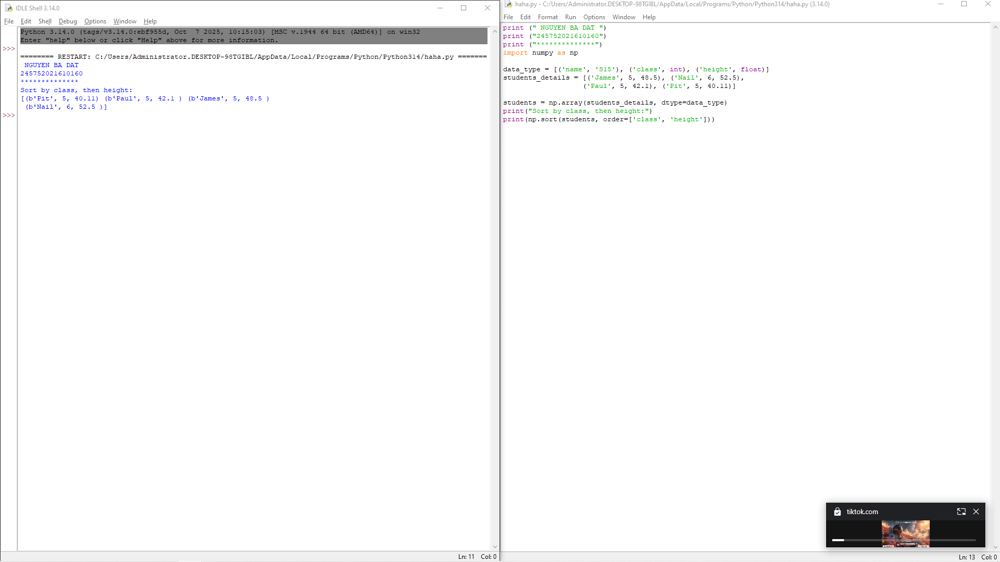 IDLE Shell 3.14.0
File Edit Shell Debug Options Window Help
Python 3.14.0 (tags/v3.14.0:ebf955d, Oct  7 2025, 10:15:03) [MSC v.1944 64 bit (AMD64)] on win32
Enter "help" below or click "Help" above for more information.
>>>
======== RESTART: C:/Users/Administrator.DESKTOP-98TGIBL/AppData/Local/Programs/Python/Python314/haha.py =======
 NGUYEN BA DAT
245752021610160
**************
Sort by class, then height:
[(b'Pit', 5, 40.11) (b'Paul', 5, 42.1 ) (b'James', 5, 48.5 )
 (b'Nail', 6, 52.5 )]
>>>
Ln: 11 Col: 0
haha.py - C:/Users/Administrator.DESKTOP-98TGIBL/AppData/Local/Programs/Python/Python314/haha.py (3.14.0)
File Edit Format Run Options Window Help
print (" NGUYEN BA DAT ")
print ("245752021610160")
print ("**************")
import numpy as np
data_type = [('name', 'S15'), ('class', int), ('height', float)]
students_details = [('James', 5, 48.5), ('Nail', 6, 52.5),
                   ('Paul', 5, 42.1), ('Pit', 5, 40.11)]
students = np.array(students_details, dtype=data_type)
print("Sort by class, then height:")
print(np.sort(students, order=['class', 'height']))
tiktok.com
Ln: 13 Col: 0